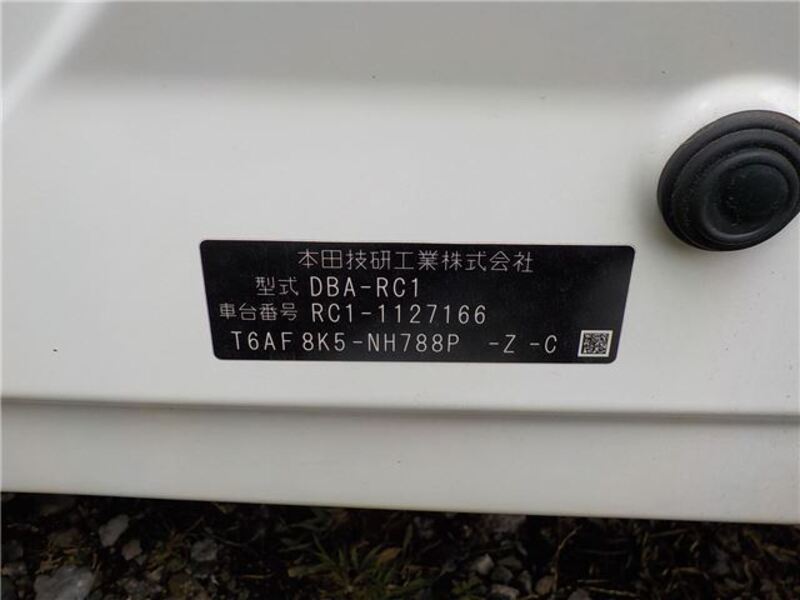 本田技研工業株式会社
型式 DBA-RC1
車台番号 RC1-1127166
T6AF 8K5-NH788P -Z -C